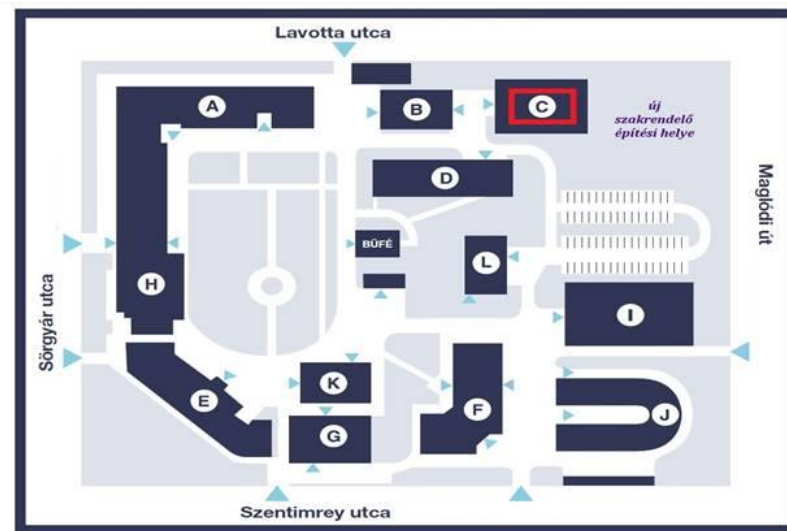 Lavotta utca
A
B
C
új
szakrendelő
építési helye
D
Maglódi út
BÜFÉ
L
H
I
Sörgyár utca
K
E
F
J
G
Szentimrey utca